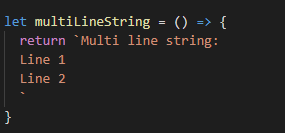 let multiLineString = () => {
  return `Multi line string:
  Line 1
  Line 2
  `
}